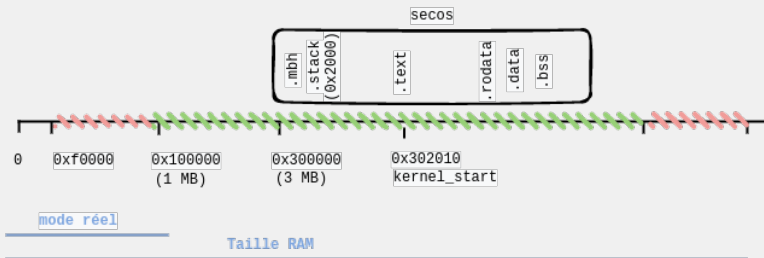 secos
.mbh
.stack
(0x2000)
.text
.rodata
.data
.bss
0
0xf0000
0x100000
(1 MB)
0x300000
(3 MB)
0x302010
kernel_start
mode réel
Taille RAM